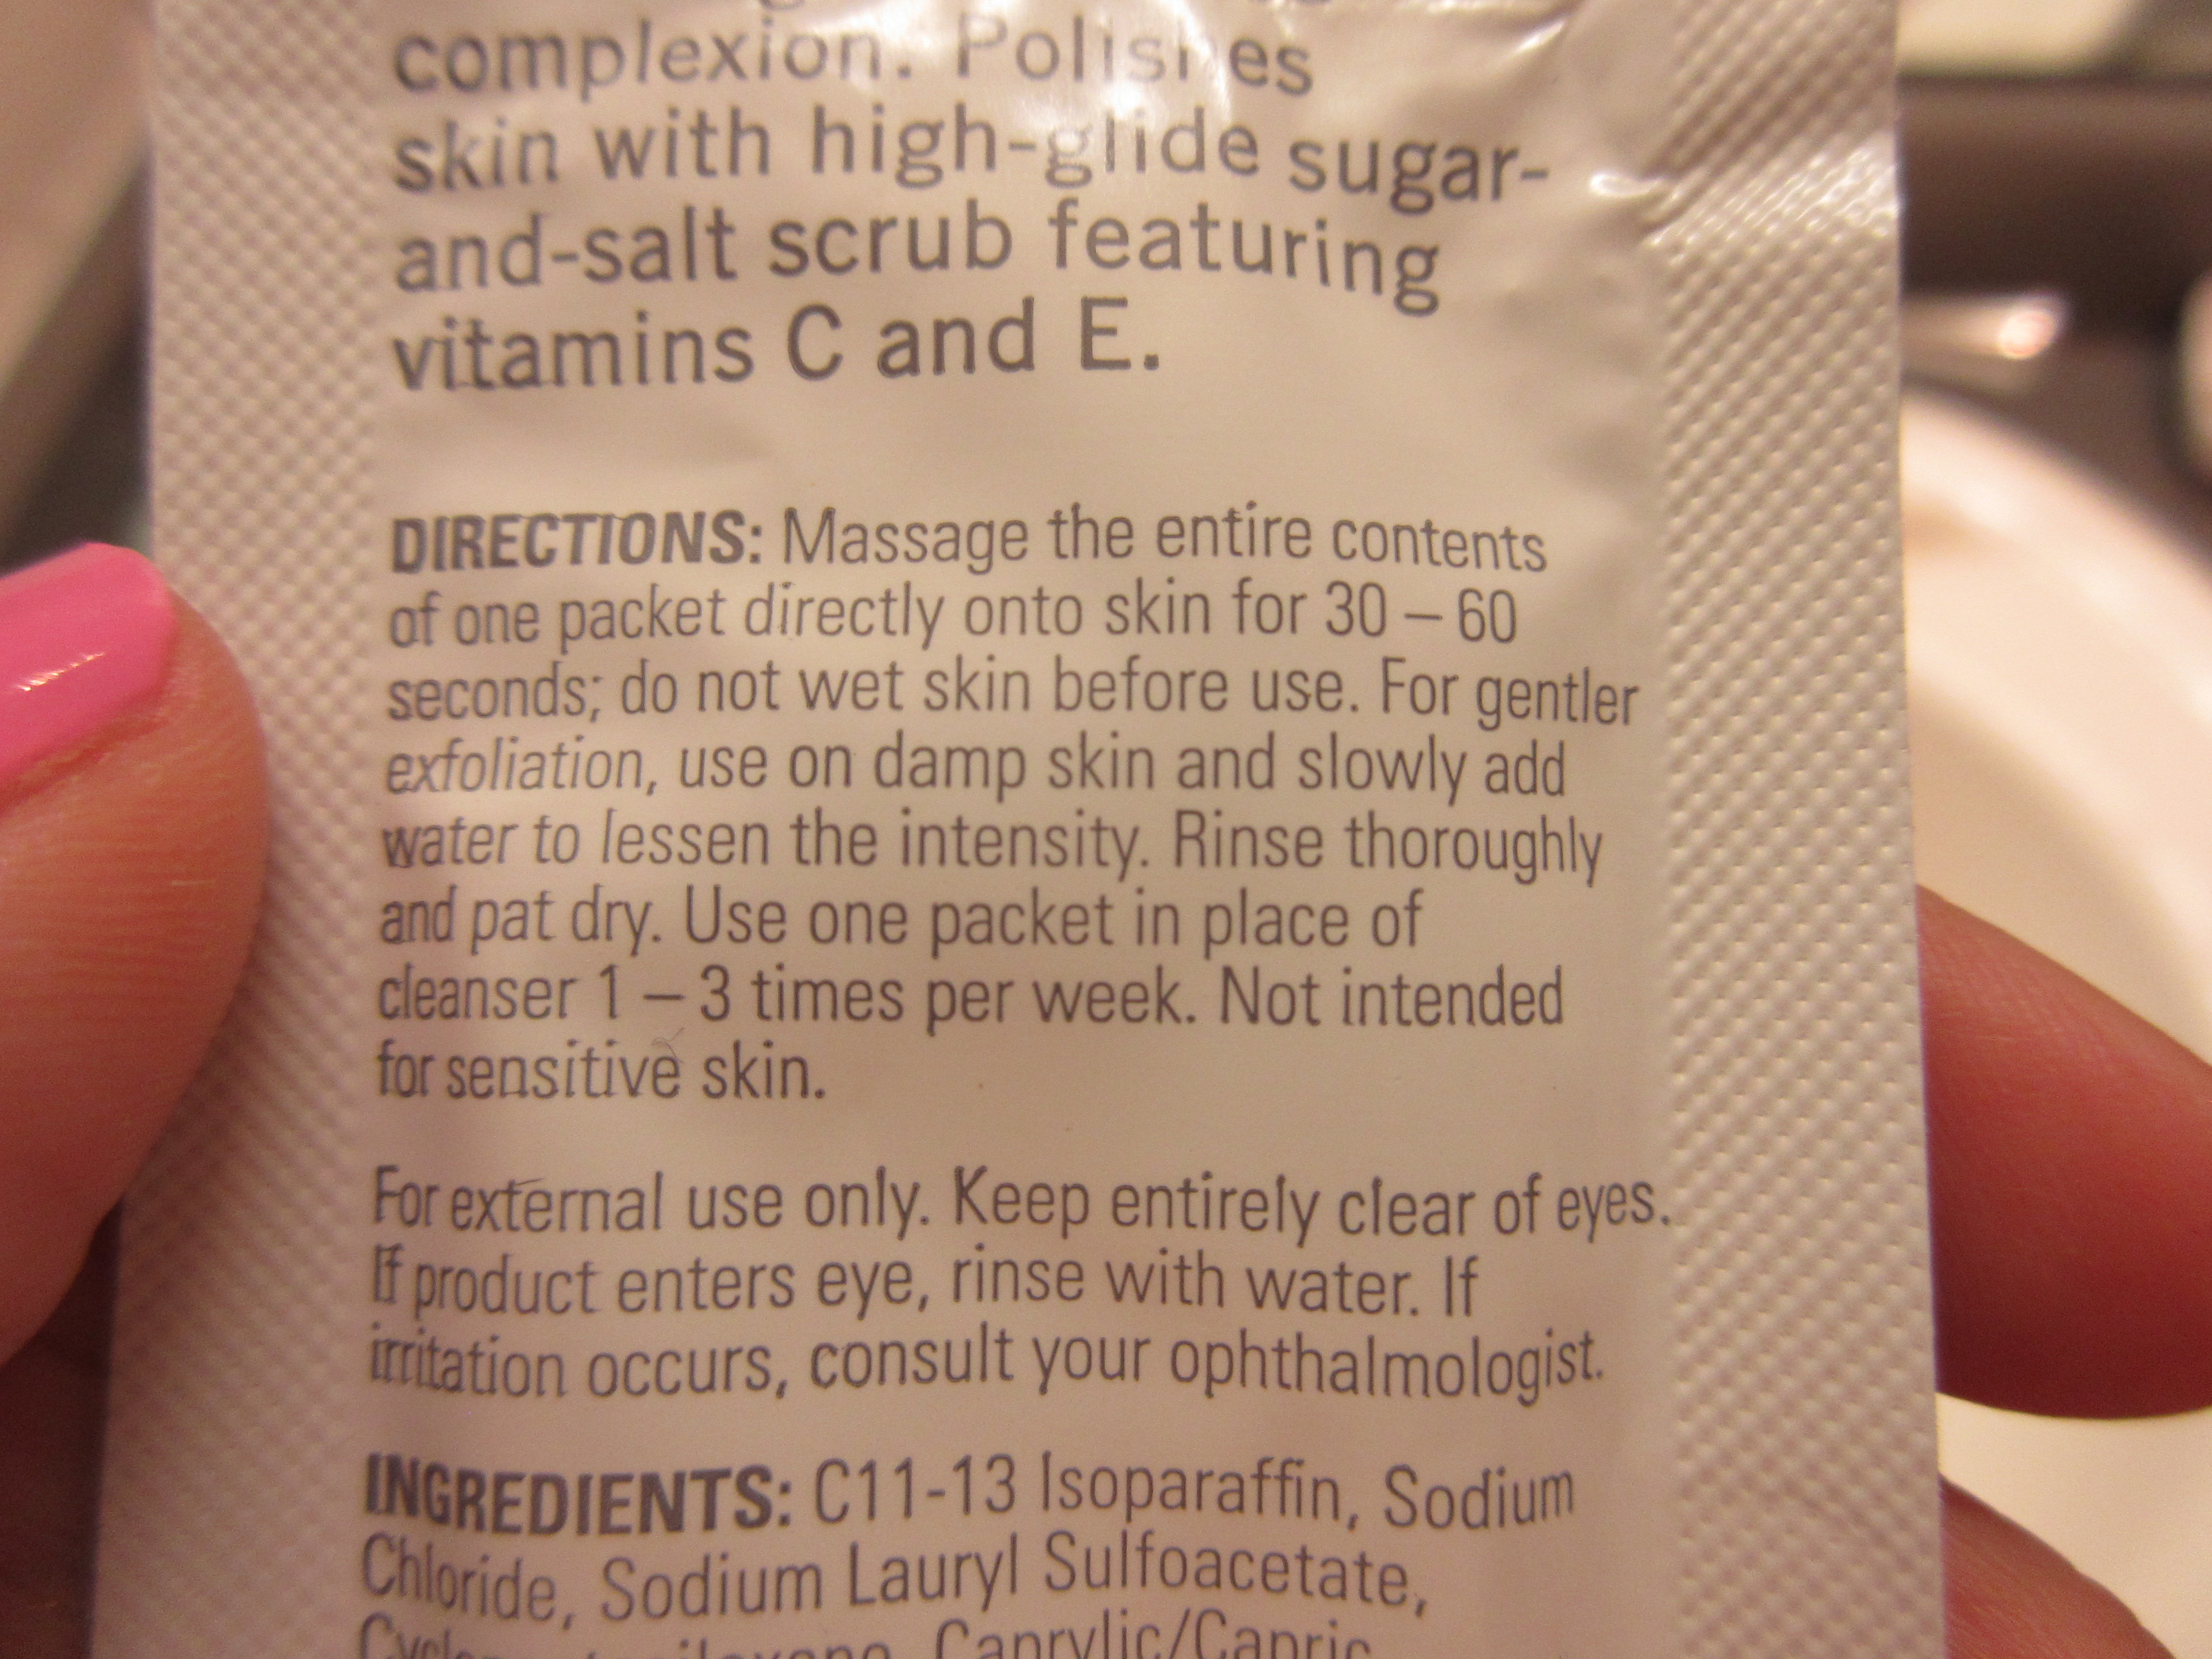 complexion. Polishes
skin with high-glide sugar-
and-salt scrub featuring
vitamins C and E.
DIRECTIONS: Massage the entire contents
of one packet directly onto skin for 30 – 60
seconds; do not wet skin before use. For gentler
exfoliation, use on damp skin and slowly add
water to lessen the intensity. Rinse thoroughly
and pat dry. Use one packet in place of
cleanser 1 – 3 times per week. Not intended
for sensitive skin.
For external use only. Keep entirely clear of eyes.
If product enters eye, rinse with water. If
irritation occurs, consult your ophthalmologist.
INGREDIENTS: C11-13 Isoparaffin, Sodium
Chloride, Sodium Lauryl Sulfoacetate,
Caprylic/Capric